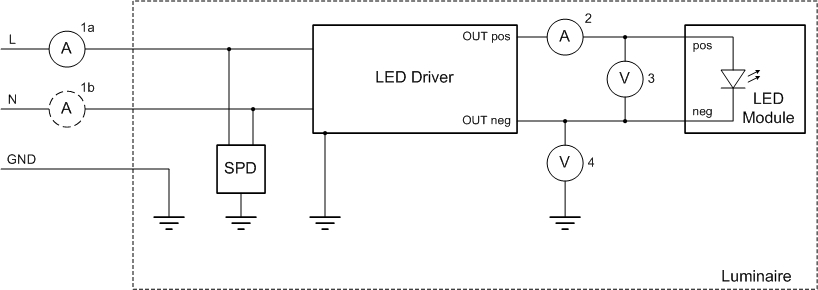 1a
2
L
A
OUT pos
A
pos
LED Driver
V
3
1b
N
A
LED
Module
OUT neg
neg
GND
SPD
V
4
Luminaire